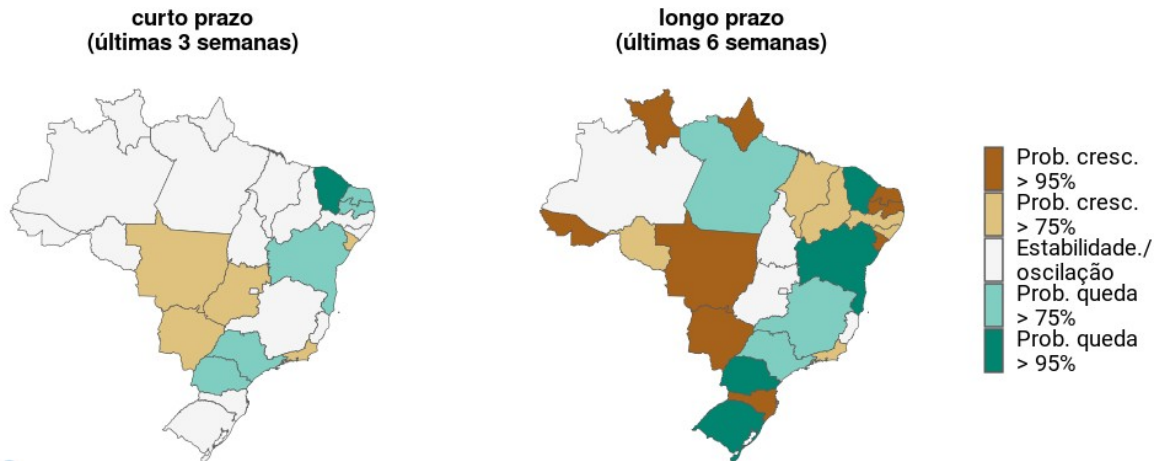 curto prazo
(últimas 3 semanas)
longo prazo
(últimas 6 semanas)
Prob. cresc.
> 95%
Prob. cresc.
> 75%
Estabilidade./
oscilação
Prob. queda
> 75%
Prob. queda
> 95%